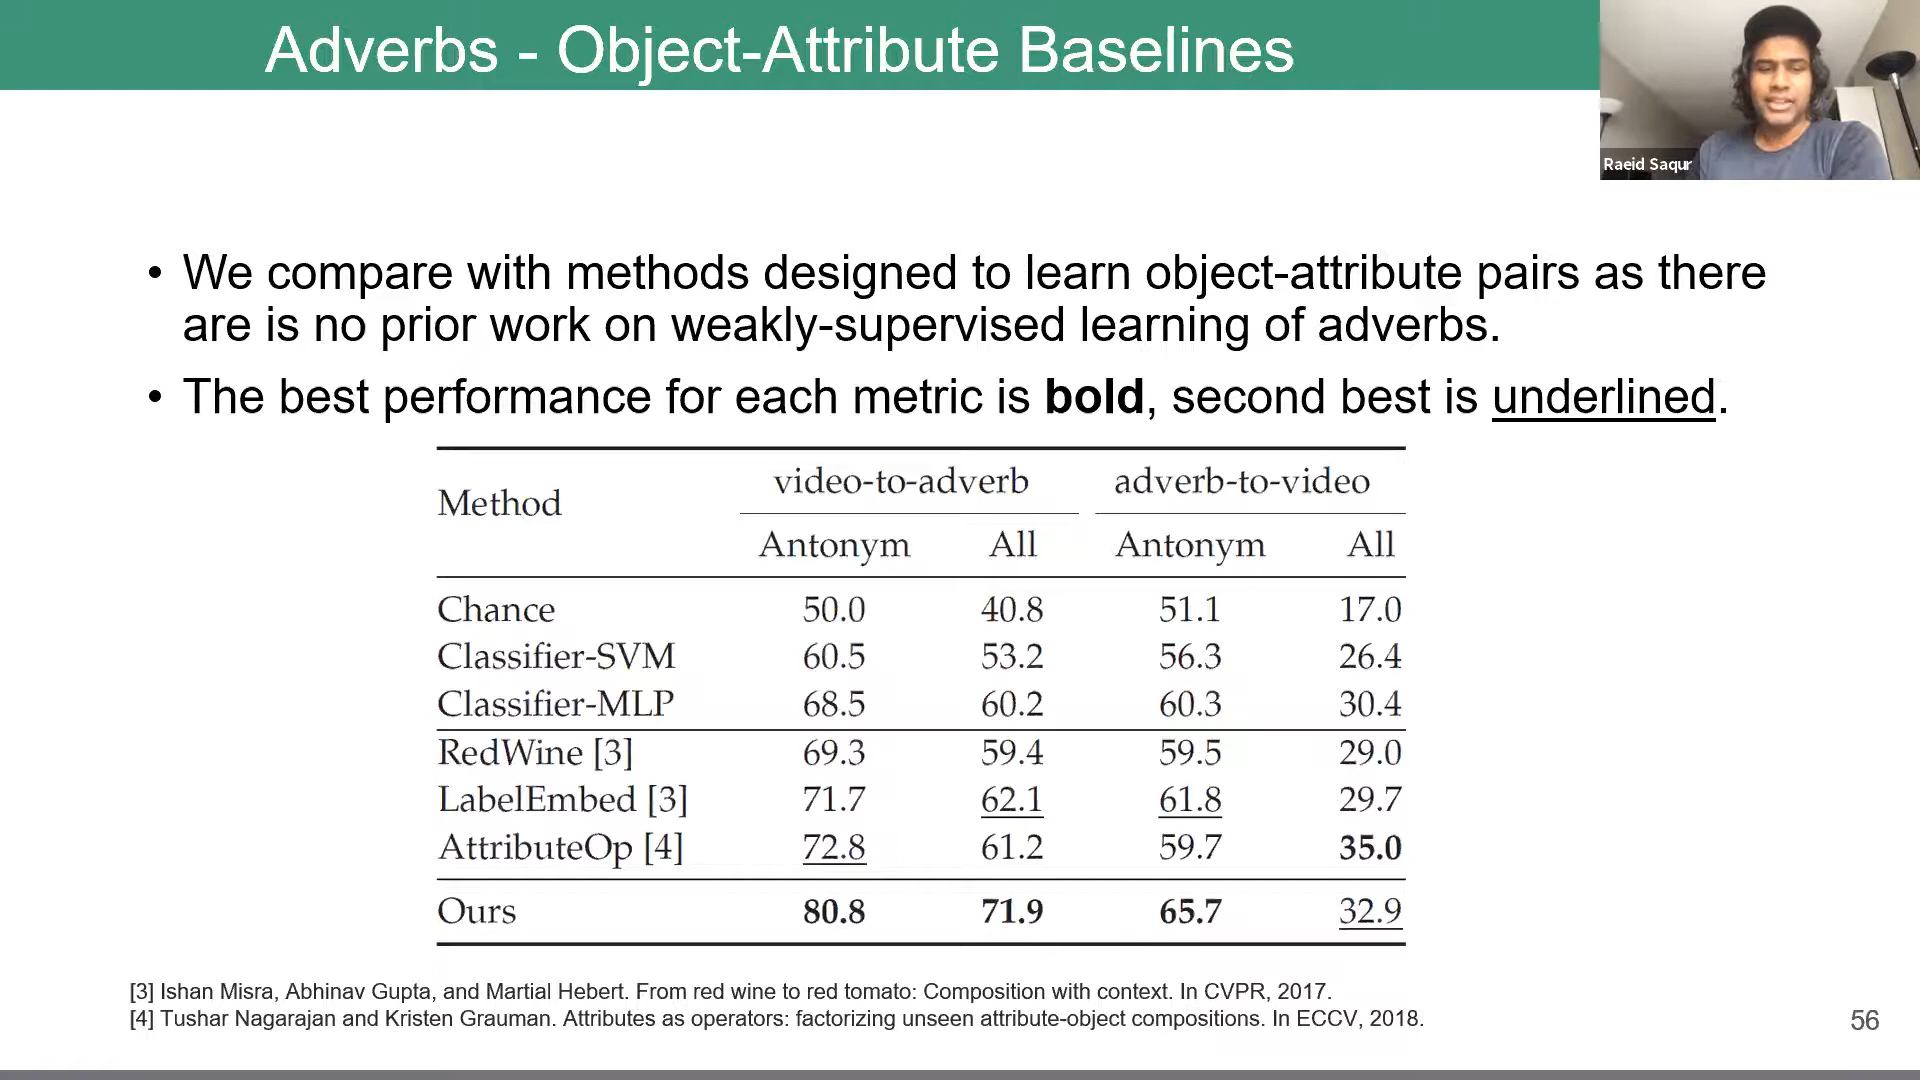 Adverbs - Object-Attribute Baselines
Raeid Saqur
• We compare with methods designed to learn object-attribute pairs as there
are is no prior work on weakly-supervised learning of adverbs.
• The best performance for each metric is bold, second best is underlined.
Method video-to-adverb adverb-to-video
Antonym All Antonym All
Chance 50.0 40.8 51.1 17.0
Classifier-SVM 60.5 53.2 56.3 26.4
Classifier-MLP 68.5 60.2 60.3 30.4
RedWine [3] 69.3 59.4 59.5 29.0
LabelEmbed [3] 71.7 62.1 61.8 29.7
AttributeOp [4] 72.8 61.2 59.7 35.0
Ours 80.8 71.9 65.7 32.9
[3] Ishan Misra, Abhinav Gupta, and Martial Hebert. From red wine to red tomato: Composition with context. In CVPR, 2017.
[4] Tushar Nagarajan and Kristen Grauman. Attributes as operators: factorizing unseen attribute-object compositions. In ECCV, 2018.
56